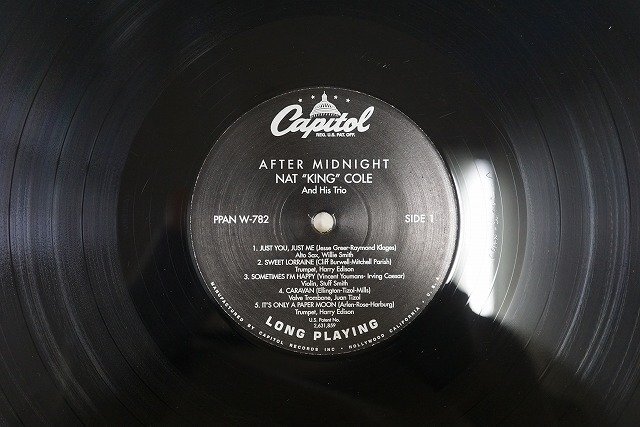 Capitol
REG. U.S. PAT. OFF.
AFTER MIDNIGHT
NAT "KING" COLE
And His Trio
PPAN W-782 SIDE 1
1. JUST YOU, JUST ME (Jesse Greer-Raymond Klages)
Alto Sax, Willie Smith
2. SWEET LORRAINE (Cliff Burwell-Mitchell Parish)
Trumpet, Harry Edison
3. SOMETIMES I'M HAPPY (Vincent Youmans- Irving Caesar)
Violin, Stuff Smith
4. CARAVAN (Ellington-Tizol-Mills)
Valve Trombone, Juan Tizol
5. IT'S ONLY A PAPER MOON (Arlen-Rose-Harburg)
Trumpet, Harry Edison
U.S. Patent No.
2,631,859
LONG PLAYING
MANUFACTURED BY CAPITOL RECORDS INC • HOLLYWOOD CALIFORNIA • U.S.A.